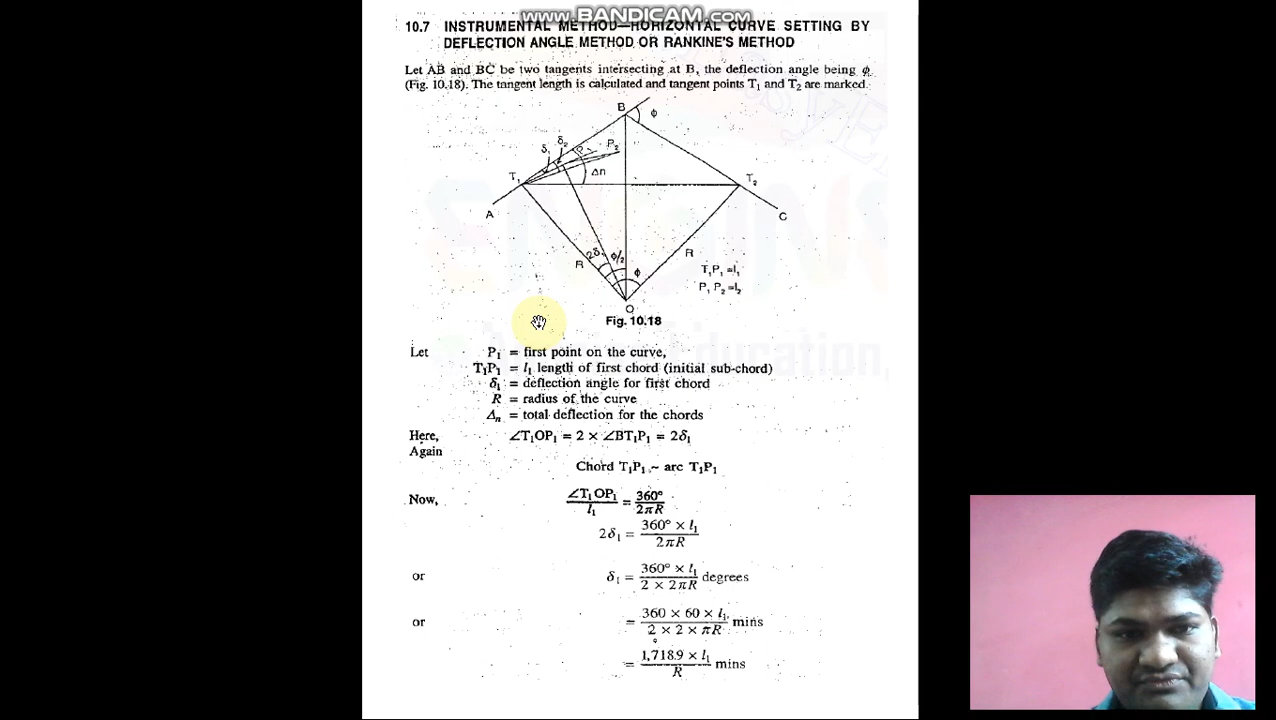 www.BANDICAM.com
10.7 INSTRUMENTAL METHOD—HORIZONTAL CURVE SETTING BY
DEFLECTION ANGLE METHOD OR RANKINE'S METHOD
Let AB and BC be two tangents intersecting at B, the deflection angle being ϕ
(Fig. 10.18). The tangent length is calculated and tangent points T₁ and T₂ are marked.
B
ϕ
δ₁
δ₂
P₂
T₁
Δn
T₂
A
C
2δ₁
ϕ/2
R
R
ϕ
T₁P₁ = l₁
P₁ P₂ = l₂
O
Fig. 10.18
Education
Let P₁ = first point on the curve,
T₁P₁ = l₁ length of first chord (initial sub-chord)
δ₁ = deflection angle for first chord
R = radius of the curve
Δₙ = total deflection for the chords
Here, ∠T₁OP₁ = 2 × ∠BT₁P₁ = 2δ₁
Again
Chord T₁P₁ ~ arc T₁P₁
Now, ∠T₁OP₁ / l₁ = 360° / 2πR
2δ₁ = 360° × l₁ / 2πR
or δ₁ = 360° × l₁ / 2 × 2πR degrees
or = 360 × 60 × l₁ / 2 × 2 × πR mins
= 1,718.9 × l₁ / R mins